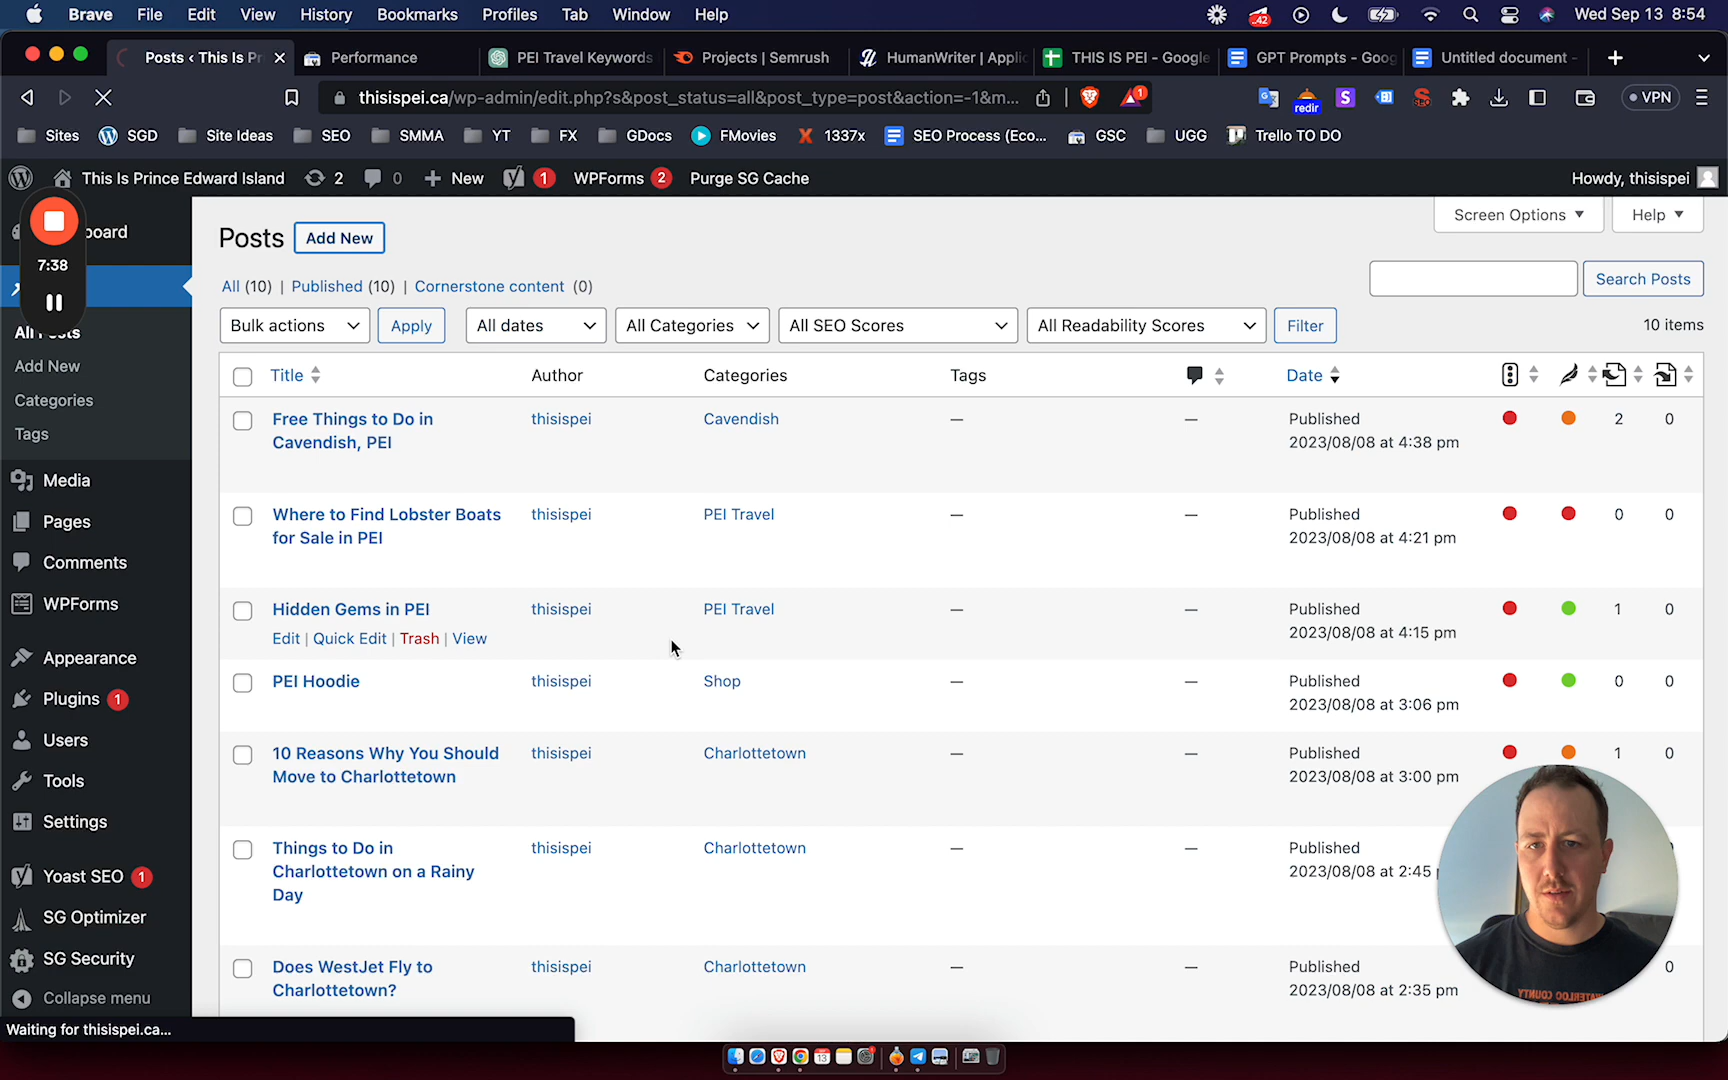 Brave File Edit View History Bookmarks Profiles Tab Window Help 42 Wed Sep 13 8:54
Posts ‹ This Is Pr Performance PEI Travel Keywords Projects | Semrush HumanWriter | Applic THIS IS PEI - Google GPT Prompts - Goog Untitled document -
thisispei.ca/wp-admin/edit.php?s&post_status=all&post_type=post&action=-1&m... 1 redir VPN
Sites SGD Site Ideas SEO SMMA YT FX GDocs FMovies 1337x SEO Process (Eco... GSC UGG Trello TO DO
This Is Prince Edward Island 2 0 New 1 WPForms 2 Purge SG Cache Howdy, thisispei
7:38
board
All Posts
Add New
Categories
Tags
Media
Pages
Comments
WPForms
Appearance
Plugins 1
Users
Tools
Settings
Yoast SEO 1
SG Optimizer
SG Security
Collapse menu
Waiting for thisispei.ca...
Screen Options Help
Posts Add New
All (10) | Published (10) | Cornerstone content (0)
Search Posts
Bulk actions Apply All dates All Categories All SEO Scores All Readability Scores Filter 10 items
Title Author Categories Tags Date
Free Things to Do in Cavendish thisispei — — Published 2 0
Cavendish, PEI 2023/08/08 at 4:38 pm
Where to Find Lobster Boats thisispei PEI Travel — — Published 0 0
for Sale in PEI 2023/08/08 at 4:21 pm
Hidden Gems in PEI thisispei PEI Travel — — Published 1 0
Edit | Quick Edit | Trash | View 2023/08/08 at 4:15 pm
PEI Hoodie thisispei Shop — — Published 0 0
2023/08/08 at 3:06 pm
10 Reasons Why You Should thisispei Charlottetown — — Published 1 0
Move to Charlottetown 2023/08/08 at 3:00 pm
Things to Do in thisispei Charlottetown — — Published
Charlottetown on a Rainy 2023/08/08 at 2:45
Day
Does WestJet Fly to thisispei Charlottetown — — Published 0
Charlottetown? 2023/08/08 at 2:35 pm
WATERLOO COUNTY
13